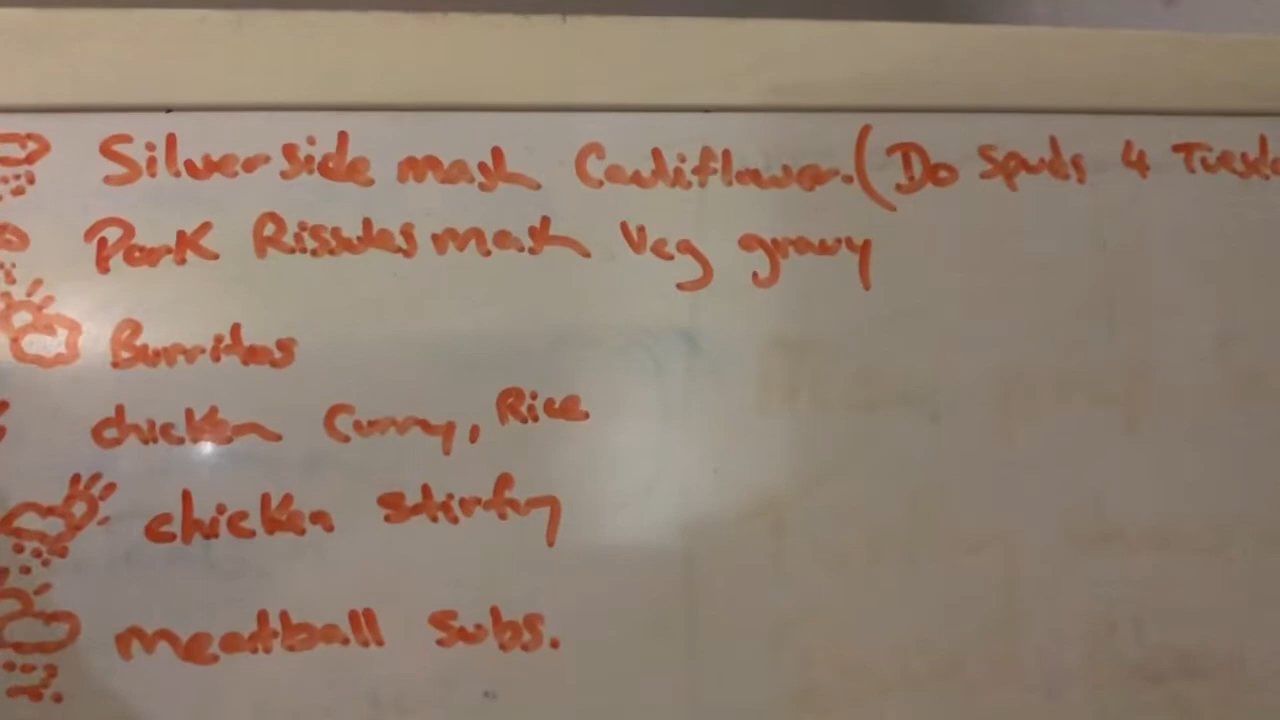 Silverside mash Cauliflower. (Do Spuds 4
Pork Rissoles mash Veg gravy
Burritos
chicken Curry, Rice
chicken stirfry
meatball subs.